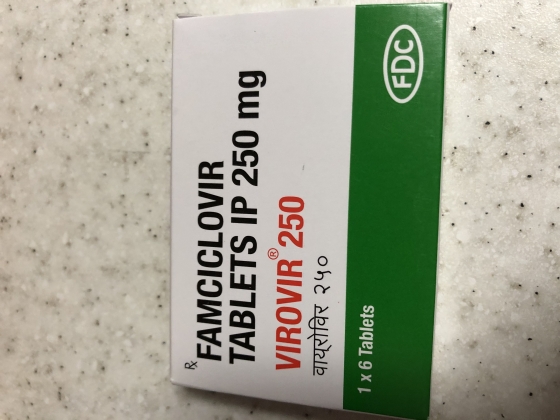 ℞
FAMCICLOVIR
TABLETS IP 250 mg
VIROVIR® 250
वायरोविर २५०
1 x 6 Tablets
FDC